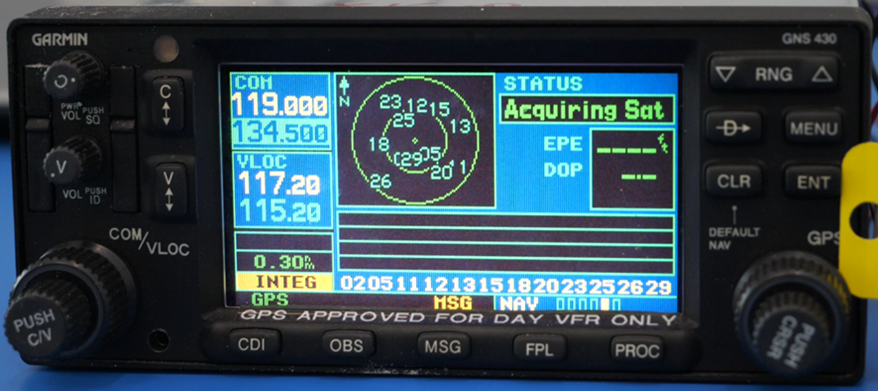 GARMIN
GNS 430
PWR VOL PUSH SQ
VOL PUSH ID
C
V
COM/VLOC
PUSH C/V
COM
119.000
134.500
VLOC
117.20
115.20
0.30
INTEG
GPS
N
23 12 15
25
13
18
29 05
20
26
STATUS
Acquiring Sat
EPE
DOP
02 05 11 12 13 15 18 20 23 25 26 29
MSG
NAV
GPS APPROVED FOR DAY VFR ONLY
CDI
OBS
MSG
FPL
PROC
RNG
D
MENU
CLR
ENT
DEFAULT NAV
GPS
PUSH CRSR